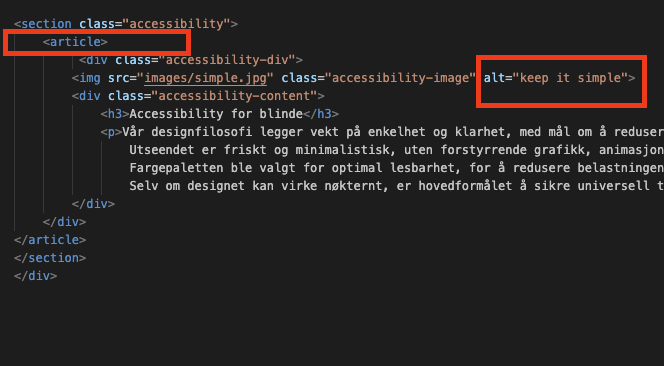 <section class="accessibility">
<article>
<div class="accessibility-div">
<img src="images/simple.jpg" class="accessibility-image" alt="keep it simple">
<div class="accessibility-content">
<h3>Accessibility for blinde</h3>
<p>Vår designfilosofi legger vekt på enkelhet og klarhet, med mål om å reduser
Utseendet er friskt og minimalistisk, uten forstyrrende grafikk, animasjon
Fargepaletten ble valgt for optimal lesbarhet, for å redusere belastningen
Selv om designet kan virke nøkternt, er hovedformålet å sikre universell t
</div>
</div>
</article>
</section>
</div>